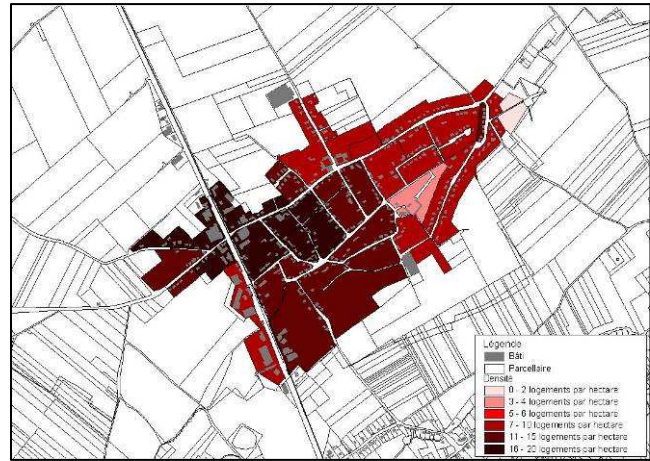 Légende
Bâti
Parcellaire
Densité
0 - 2 logements par hectare
3 - 4 logements par hectare
5 - 6 logements par hectare
7 - 10 logements par hectare
11 - 15 logements par hectare
16 - 20 logements par hectare